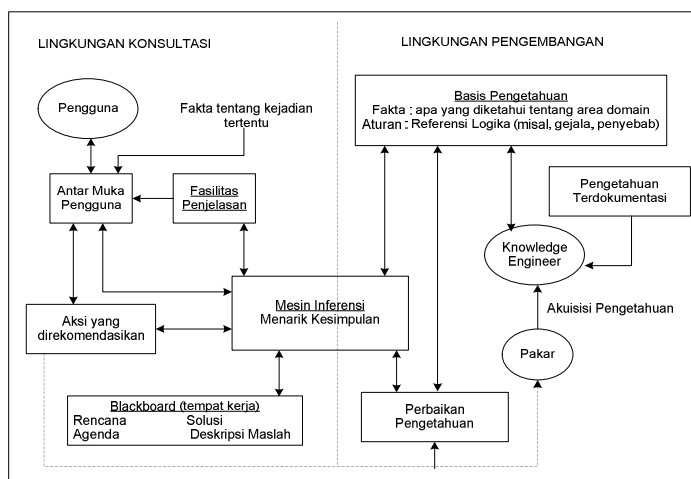 LINGKUNGAN KONSULTASI
LINGKUNGAN PENGEMBANGAN
Pengguna
Fakta tentang kejadian
tertentu
Basis Pengetahuan
Fakta : apa yang diketahui tentang area domain
Aturan : Referensi Logika (misal, gejala, penyebab)
Antar Muka
Pengguna
Fasilitas
Penjelasan
Pengetahuan
Terdokumentasi
Knowledge
Engineer
Mesin Inferensi
Menarik Kesimpulan
Akuisisi Pengetahuan
Aksi yang
direkomendasikan
Pakar
Blackboard (tempat kerja)
Rencana Solusi
Agenda Deskripsi Maslah
Perbaikan
Pengetahuan